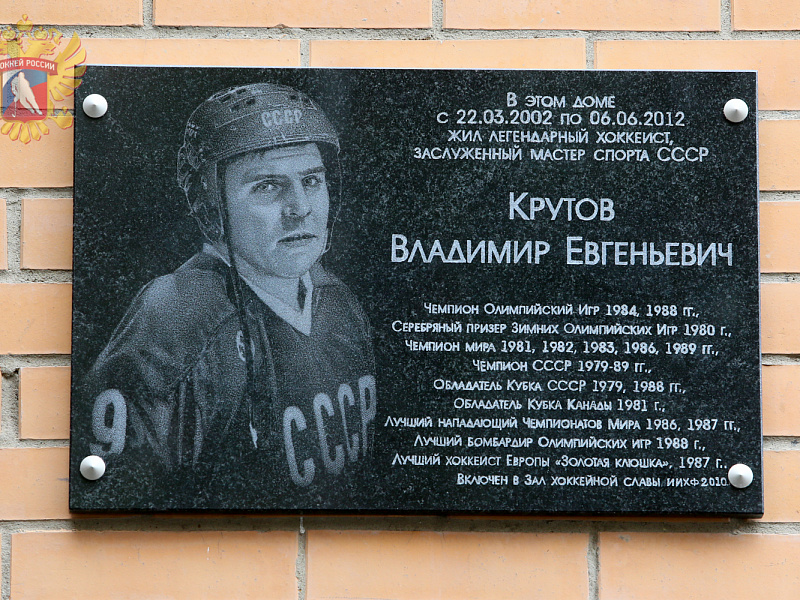 ХОККЕЙ РОССИИ
В ЭТОМ ДОМЕ
С 22.03.2002 ПО 06.06.2012
ЖИЛ ЛЕГЕНДАРНЫЙ ХОККЕИСТ,
ЗАСЛУЖЕННЫЙ МАСТЕР СПОРТА СССР
КРУТОВ
ВЛАДИМИР ЕВГЕНЬЕВИЧ
ЧЕМПИОН ОЛИМПИЙСКИЙ ИГР 1984, 1988 ГГ.,
СЕРЕБРЯНЫЙ ПРИЗЕР ЗИМНИХ ОЛИМПИЙСКИХ ИГР 1980 Г.,
ЧЕМПИОН МИРА 1981, 1982, 1983, 1986, 1989 ГГ.,
ЧЕМПИОН СССР 1979-89 ГГ.,
ОБЛАДАТЕЛЬ КУБКА СССР 1979, 1988 ГГ.,
ОБЛАДАТЕЛЬ КУБКА КАНАДЫ 1981 Г.,
ЛУЧШИЙ НАПАДАЮЩИЙ ЧЕМПИОНАТОВ МИРА 1986, 1987 ГГ.,
ЛУЧШИЙ БОМБАРДИР ОЛИМПИЙСКИХ ИГР 1988 Г.,
ЛУЧШИЙ ХОККЕИСТ ЕВРОПЫ «ЗОЛОТАЯ КЛЮШКА», 1987 Г.,
ВКЛЮЧЕН В ЗАЛ ХОККЕЙНОЙ СЛАВЫ ИИХФ 2010
СССР
9
СССР